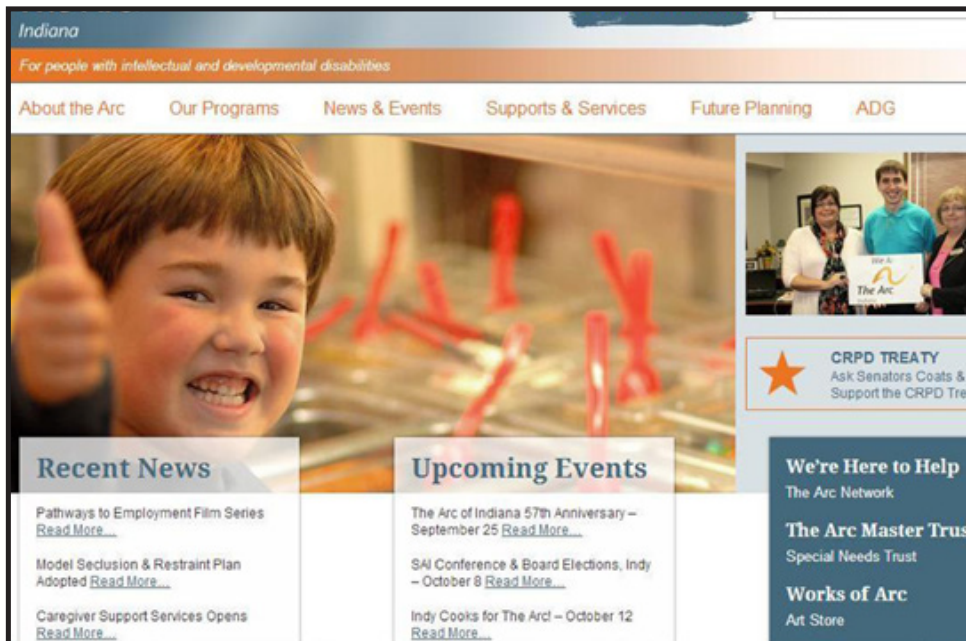 Indiana
For people with intellectual and developmental disabilities
About the Arc Our Programs News & Events Supports & Services Future Planning ADG
The Arc
CRPD TREATY
Ask Senators Coats &
Support the CRPD Tre
Recent News
Pathways to Employment Film Series
Read More...
Model Seclusion & Restraint Plan
Adopted Read More...
Caregiver Support Services Opens
Read More...
Upcoming Events
The Arc of Indiana 57th Anniversary –
September 25 Read More...
SAI Conference & Board Elections, Indy
– October 8 Read More...
Indy Cooks for The Arc! – October 12
Read More...
We're Here to Help
The Arc Network
The Arc Master Trus
Special Needs Trust
Works of Arc
Art Store